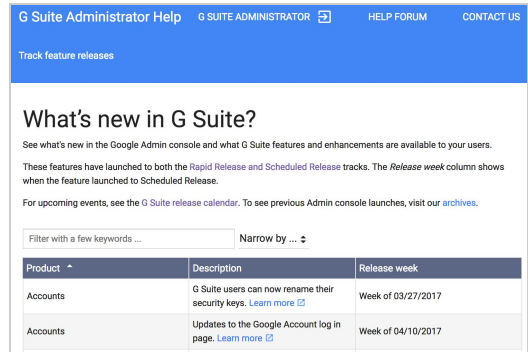 G Suite Administrator Help G SUITE ADMINISTRATOR HELP FORUM CONTACT US
Track feature releases
What's new in G Suite?
See what's new in the Google Admin console and what G Suite features and enhancements are available to your users.
These features have launched to both the Rapid Release and Scheduled Release tracks. The Release week column shows
when the feature launched to Scheduled Release.
For upcoming events, see the G Suite release calendar. To see previous Admin console launches, visit our archives.
Filter with a few keywords ... Narrow by ...
Product Description Release week
Accounts G Suite users can now rename their
security keys. Learn more Week of 03/27/2017
Accounts Updates to the Google Account log in
page. Learn more Week of 04/10/2017